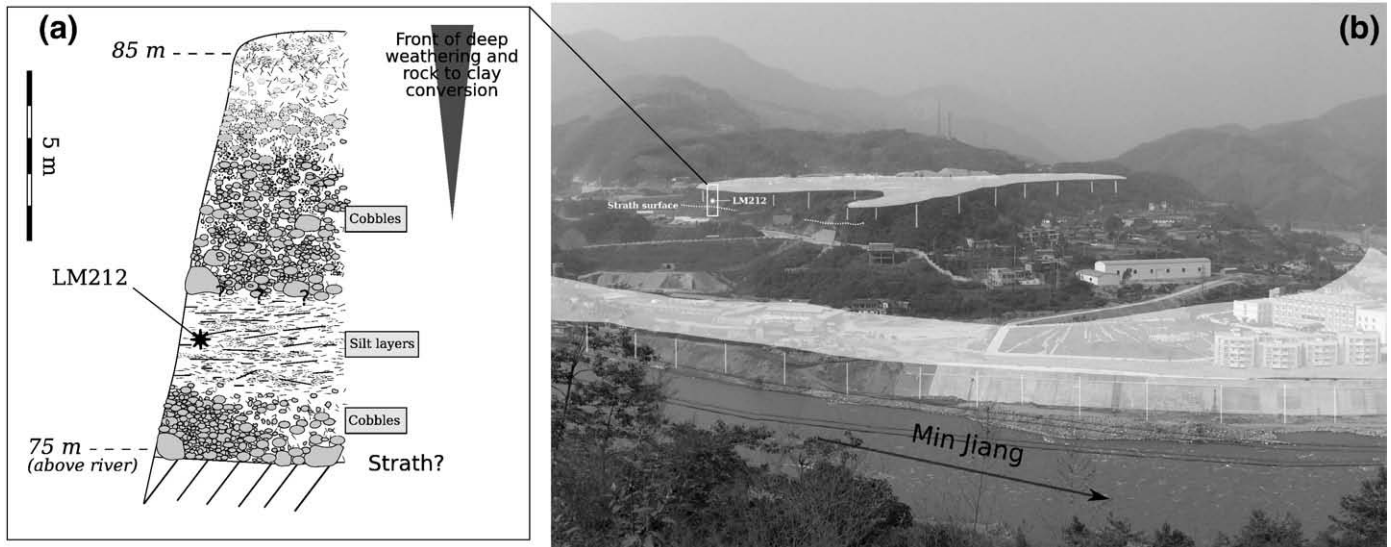 (a)
85 m
Front of deep
weathering and
rock to clay
conversion
5 m
Cobbles
LM212
?
?
?
Silt layers
Cobbles
75 m
(above river)
Strath?
(b)
LM212
Strath surface
Min Jiang